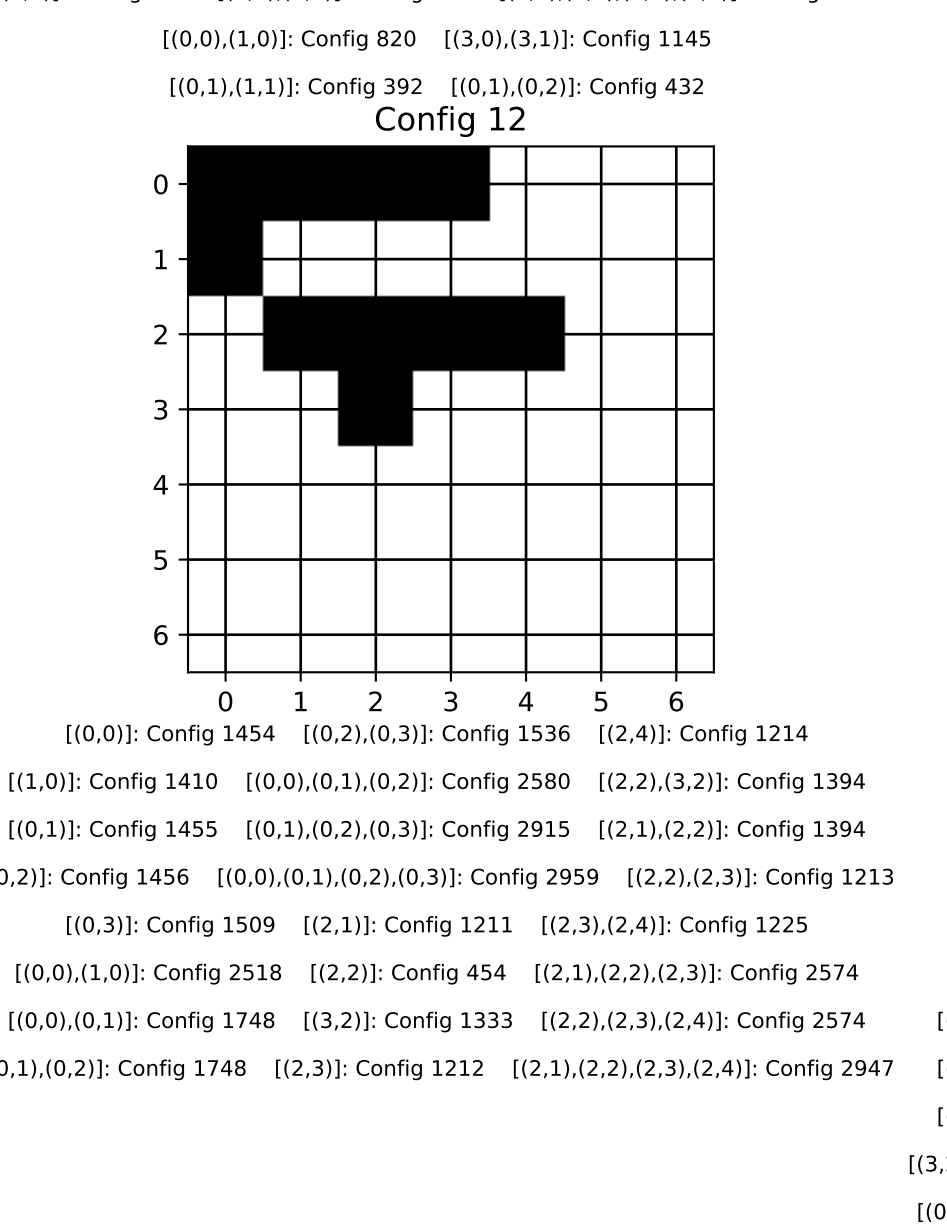 [(0,0),(1,0)]: Config 820 [(3,0),(3,1)]: Config 1145
[(0,1),(1,1)]: Config 392 [(0,1),(0,2)]: Config 432
Config 12
0
1
2
3
4
5
6
0 1 2 3 4 5 6
[(0,0)]: Config 1454 [(0,2),(0,3)]: Config 1536 [(2,4)]: Config 1214
[(1,0)]: Config 1410 [(0,0),(0,1),(0,2)]: Config 2580 [(2,2),(3,2)]: Config 1394
[(0,1)]: Config 1455 [(0,1),(0,2),(0,3)]: Config 2915 [(2,1),(2,2)]: Config 1394
0,2)]: Config 1456 [(0,0),(0,1),(0,2),(0,3)]: Config 2959 [(2,2),(2,3)]: Config 1213
[(0,3)]: Config 1509 [(2,1)]: Config 1211 [(2,3),(2,4)]: Config 1225
[(0,0),(1,0)]: Config 2518 [(2,2)]: Config 454 [(2,1),(2,2),(2,3)]: Config 2574
[(0,0),(0,1)]: Config 1748 [(3,2)]: Config 1333 [(2,2),(2,3),(2,4)]: Config 2574
0,1),(0,2)]: Config 1748 [(2,3)]: Config 1212 [(2,1),(2,2),(2,3),(2,4)]: Config 2947
[(3,
[(0